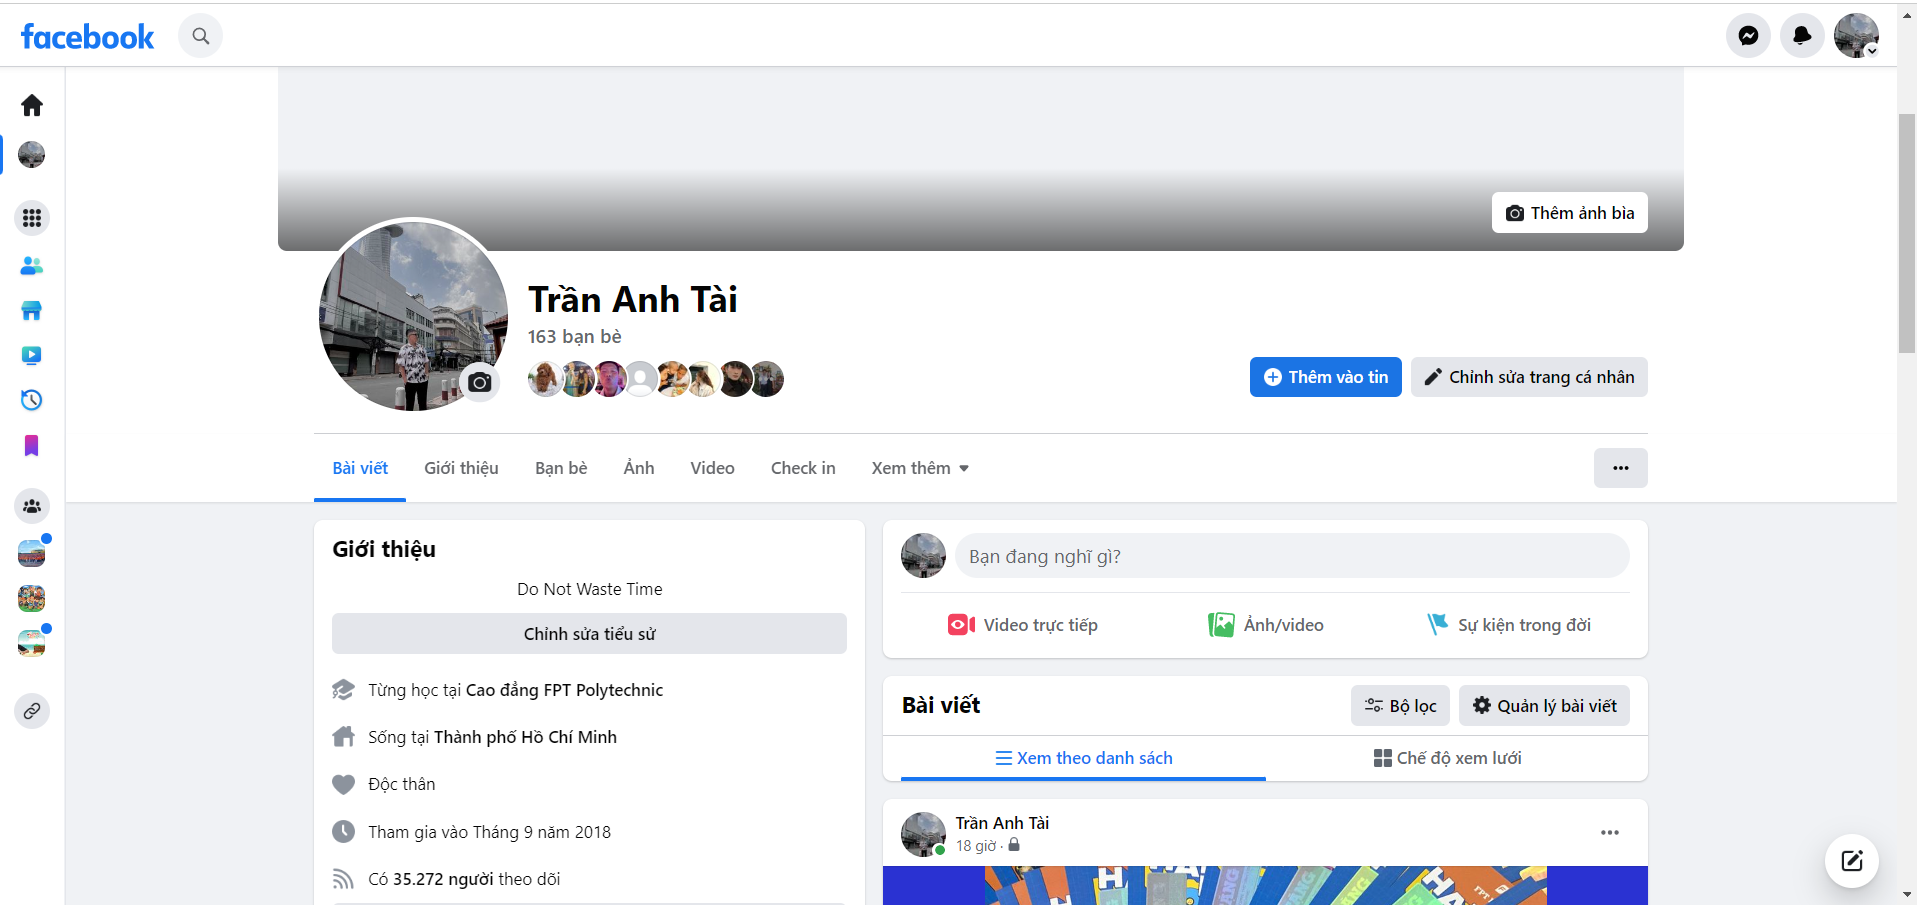 facebook
Thêm ảnh bìa
Trần Anh Tài
163 bạn bè
Thêm vào tin
Chỉnh sửa trang cá nhân
Bài viết
Giới thiệu
Bạn bè
Ảnh
Video
Check in
Xem thêm
Giới thiệu
Do Not Waste Time
Chỉnh sửa tiểu sử
Từng học tại Cao đẳng FPT Polytechnic
Sống tại Thành phố Hồ Chí Minh
Độc thân
Tham gia vào Tháng 9 năm 2018
Có 35.272 người theo dõi
Bạn đang nghĩ gì?
Video trực tiếp
Ảnh/video
Sự kiện trong đời
Bài viết
Bộ lọc
Quản lý bài viết
Xem theo danh sách
Chế độ xem lưới
Trần Anh Tài
18 giờ ·